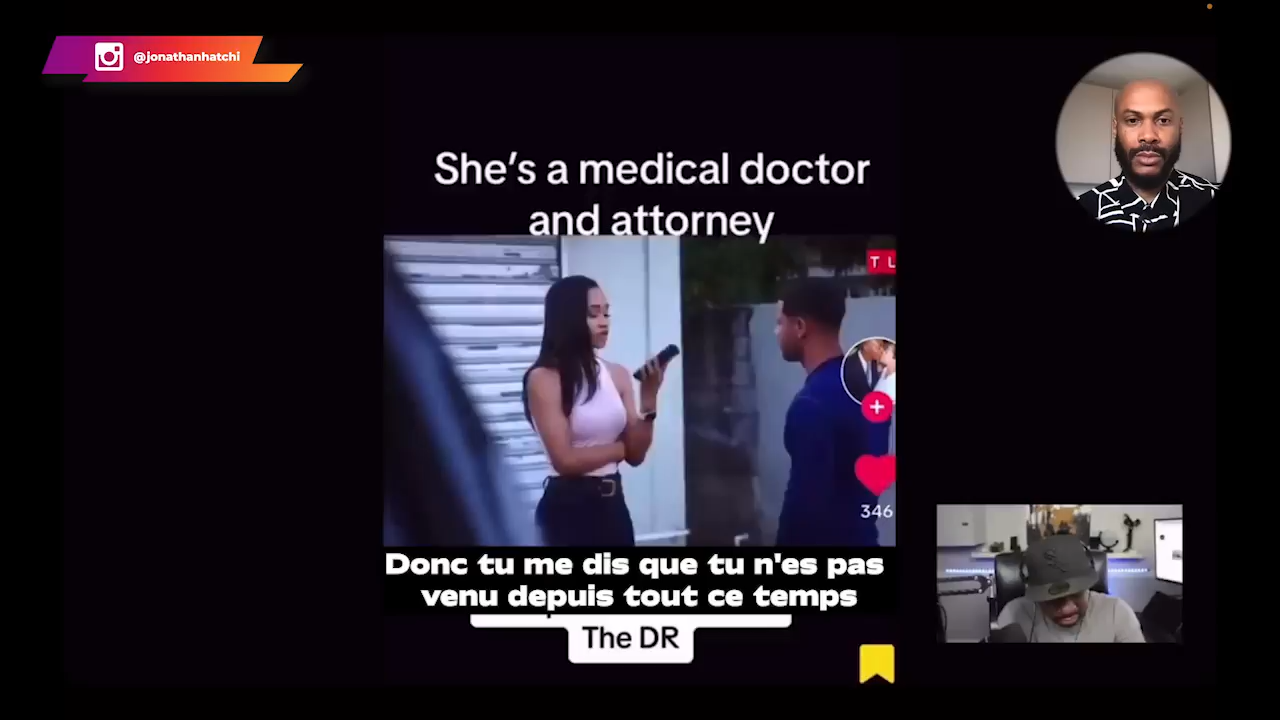 @jonathanhatchi
She's a medical doctor
and attorney
T L
346
Donc tu me dis que tu n'es pas
venu depuis tout ce temps
The DR